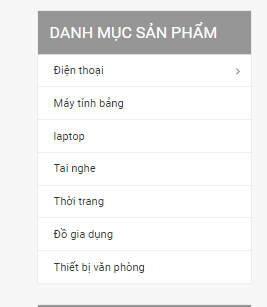 DANH MỤC SẢN PHẨM
Điện thoại
Máy tính bảng
laptop
Tai nghe
Thời trang
Đồ gia dụng
Thiết bị văn phòng